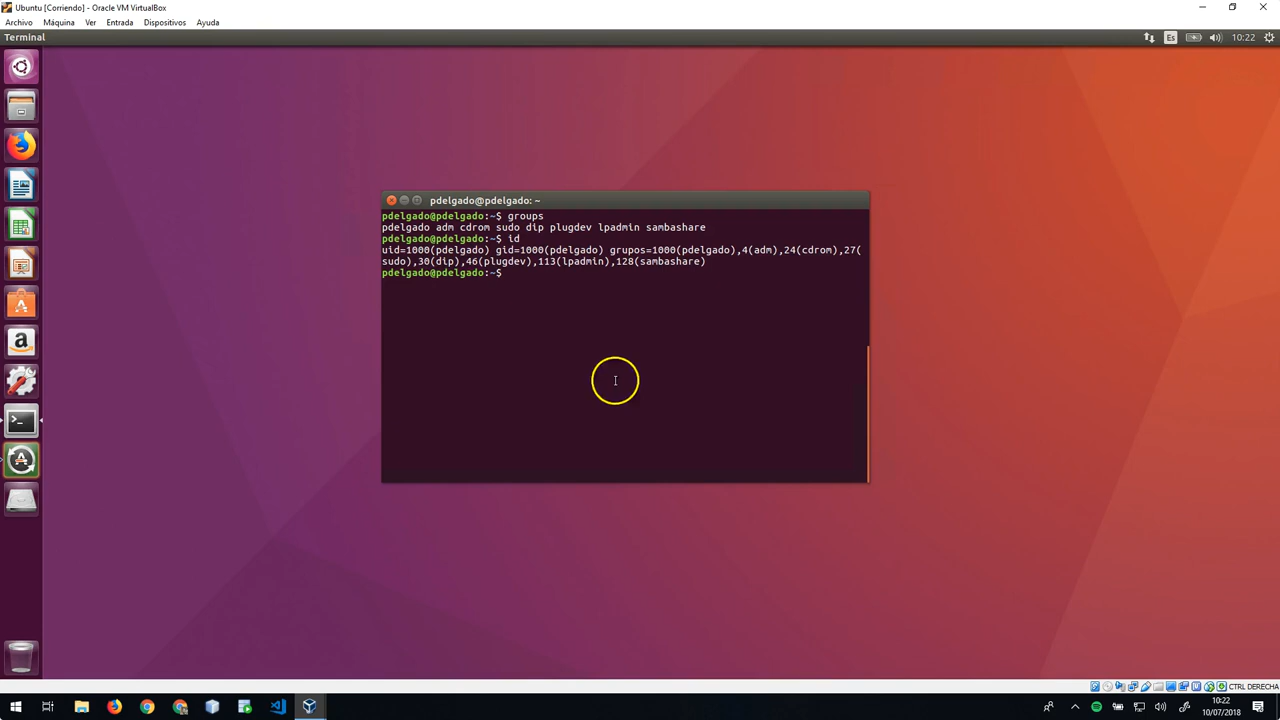 Ubuntu [Corriendo] - Oracle VM VirtualBox
Archivo Máquina Ver Entrada Dispositivos Ayuda
Terminal Es 10:22
pdelgado@pdelgado: ~
pdelgado@pdelgado:~$ groups
pdelgado adm cdrom sudo dip plugdev lpadmin sambashare
pdelgado@pdelgado:~$ id
uid=1000(pdelgado) gid=1000(pdelgado) grupos=1000(pdelgado),4(adm),24(cdrom),27(
sudo),30(dip),46(plugdev),113(lpadmin),128(sambashare)
pdelgado@pdelgado:~$
CTRL DERECHA
10:22
10/07/2018